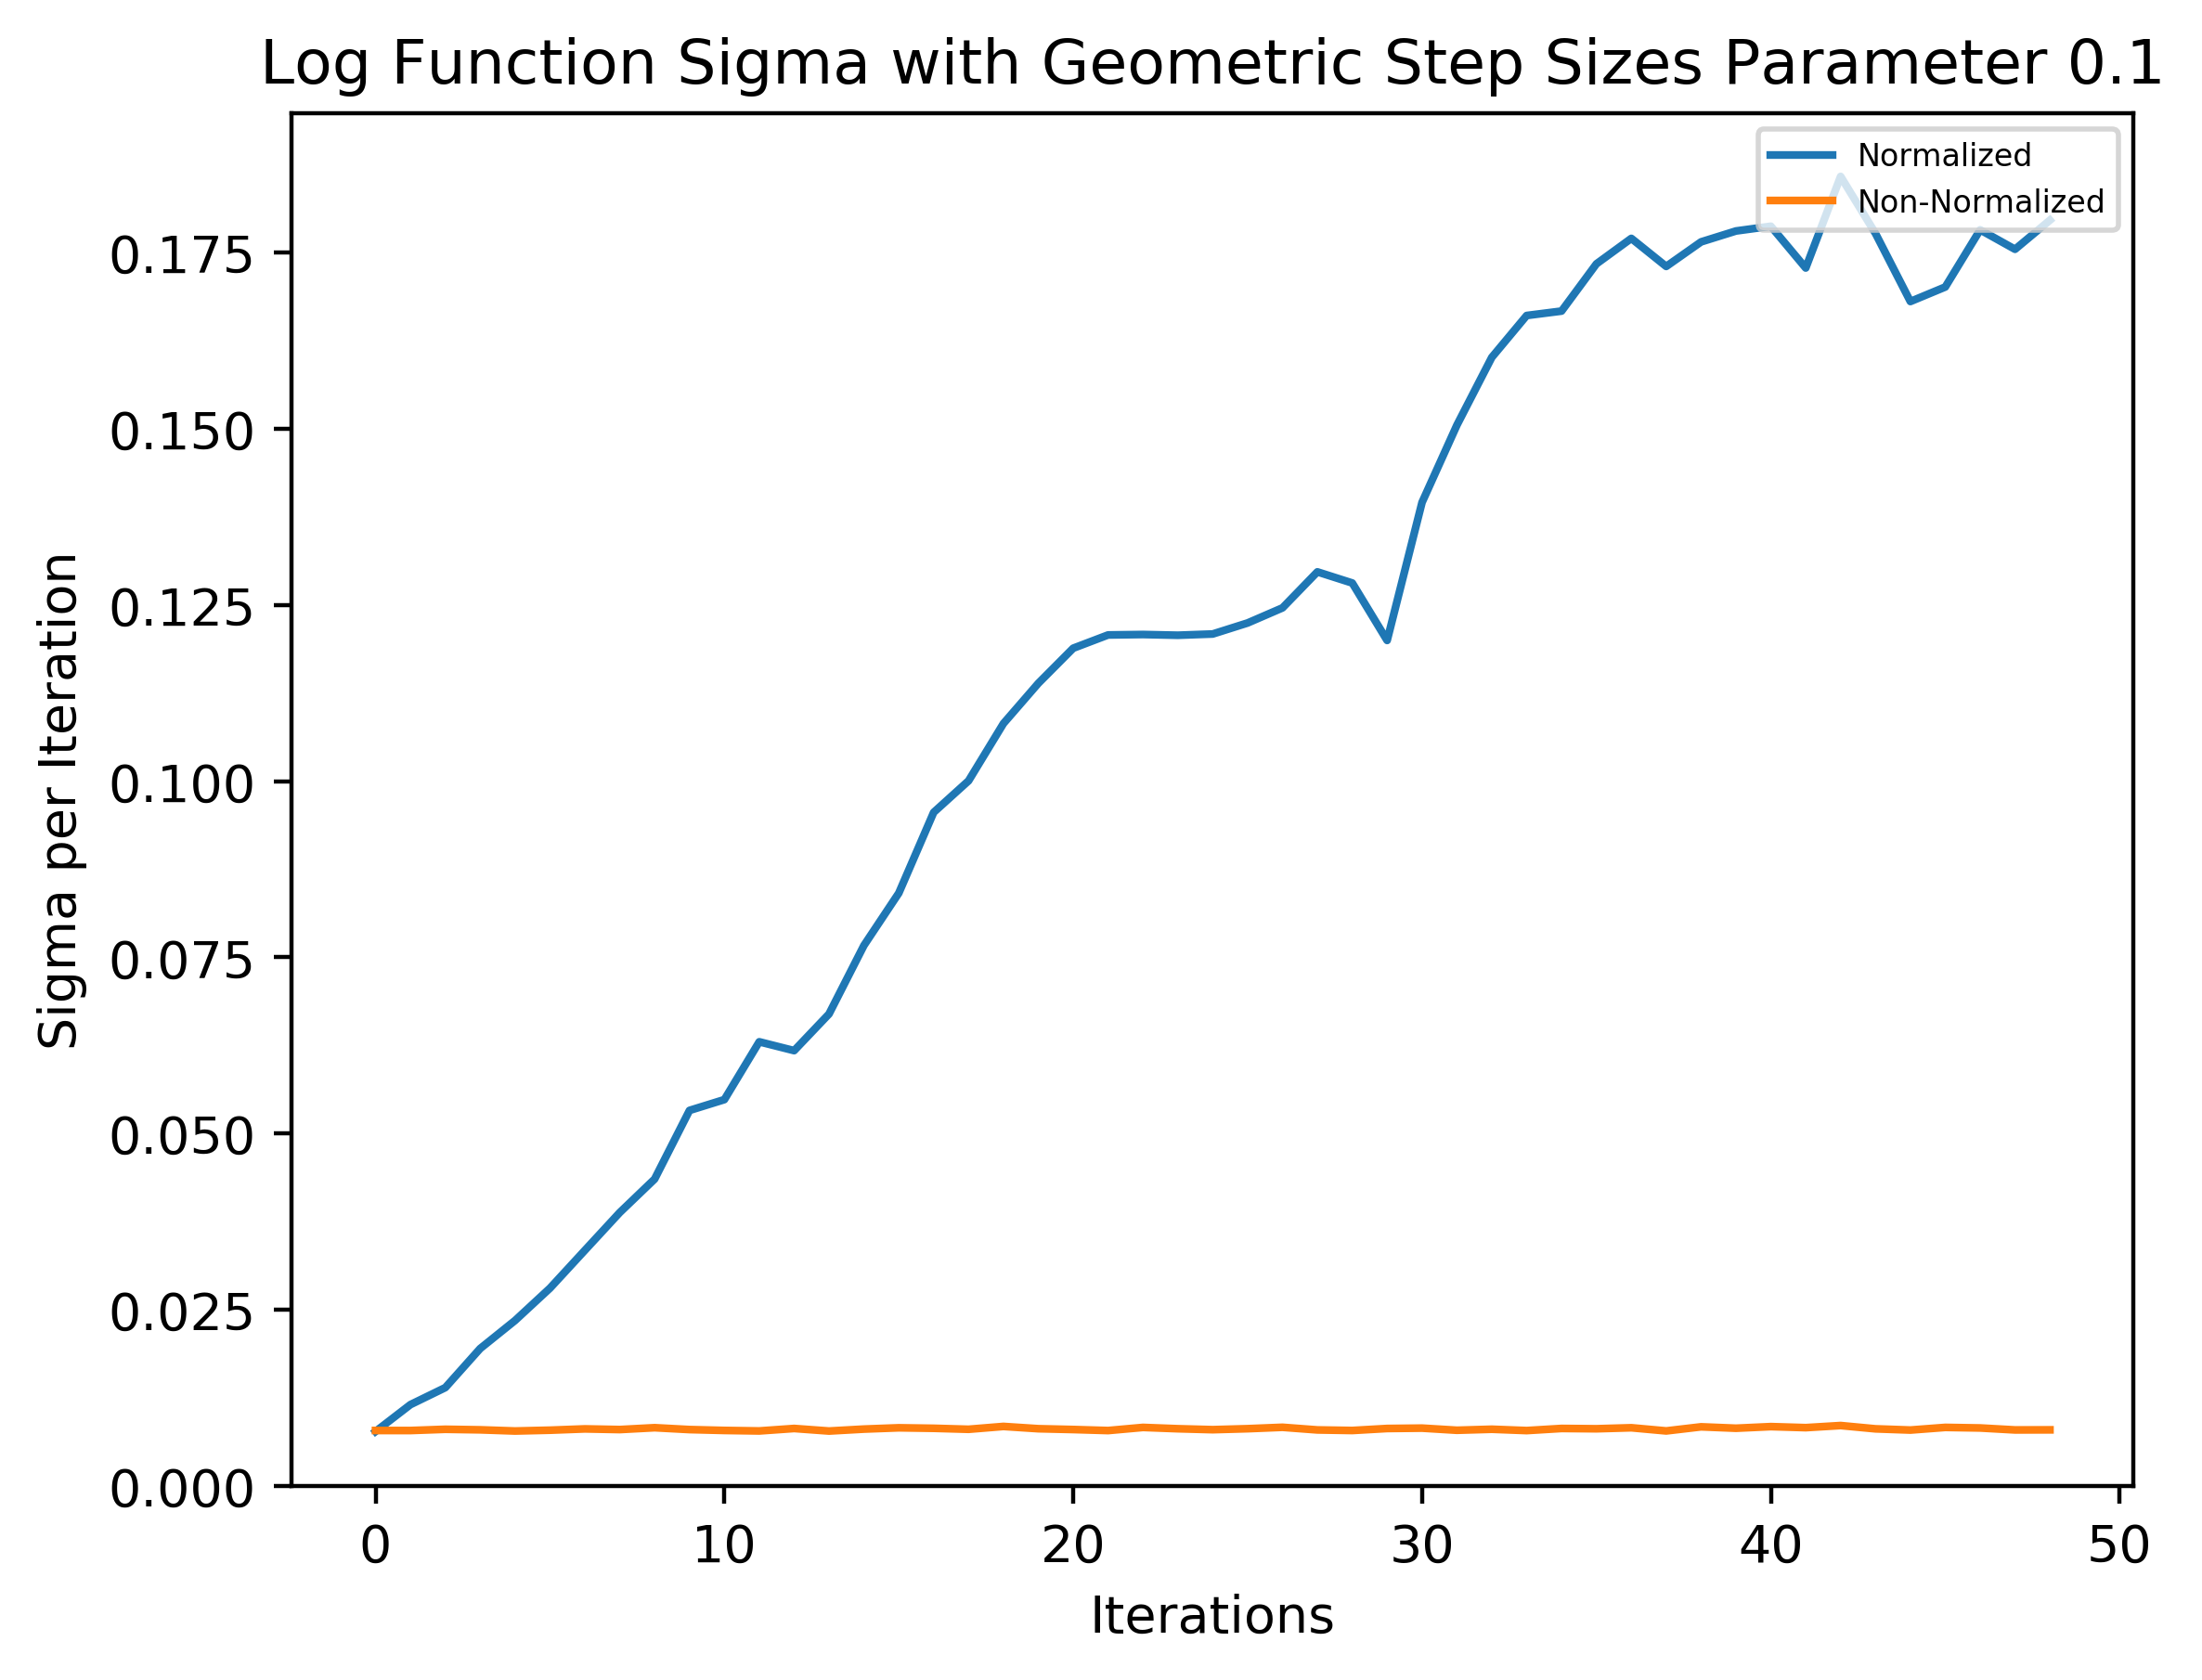 Log Function Sigma with Geometric Step Sizes Parameter 0.1
Normalized
Non-Normalized
0.175
0.150
0.125
0.100
0.075
0.050
0.025
0.000
Sigma per Iteration
0 10 20 30 40 50
Iterations